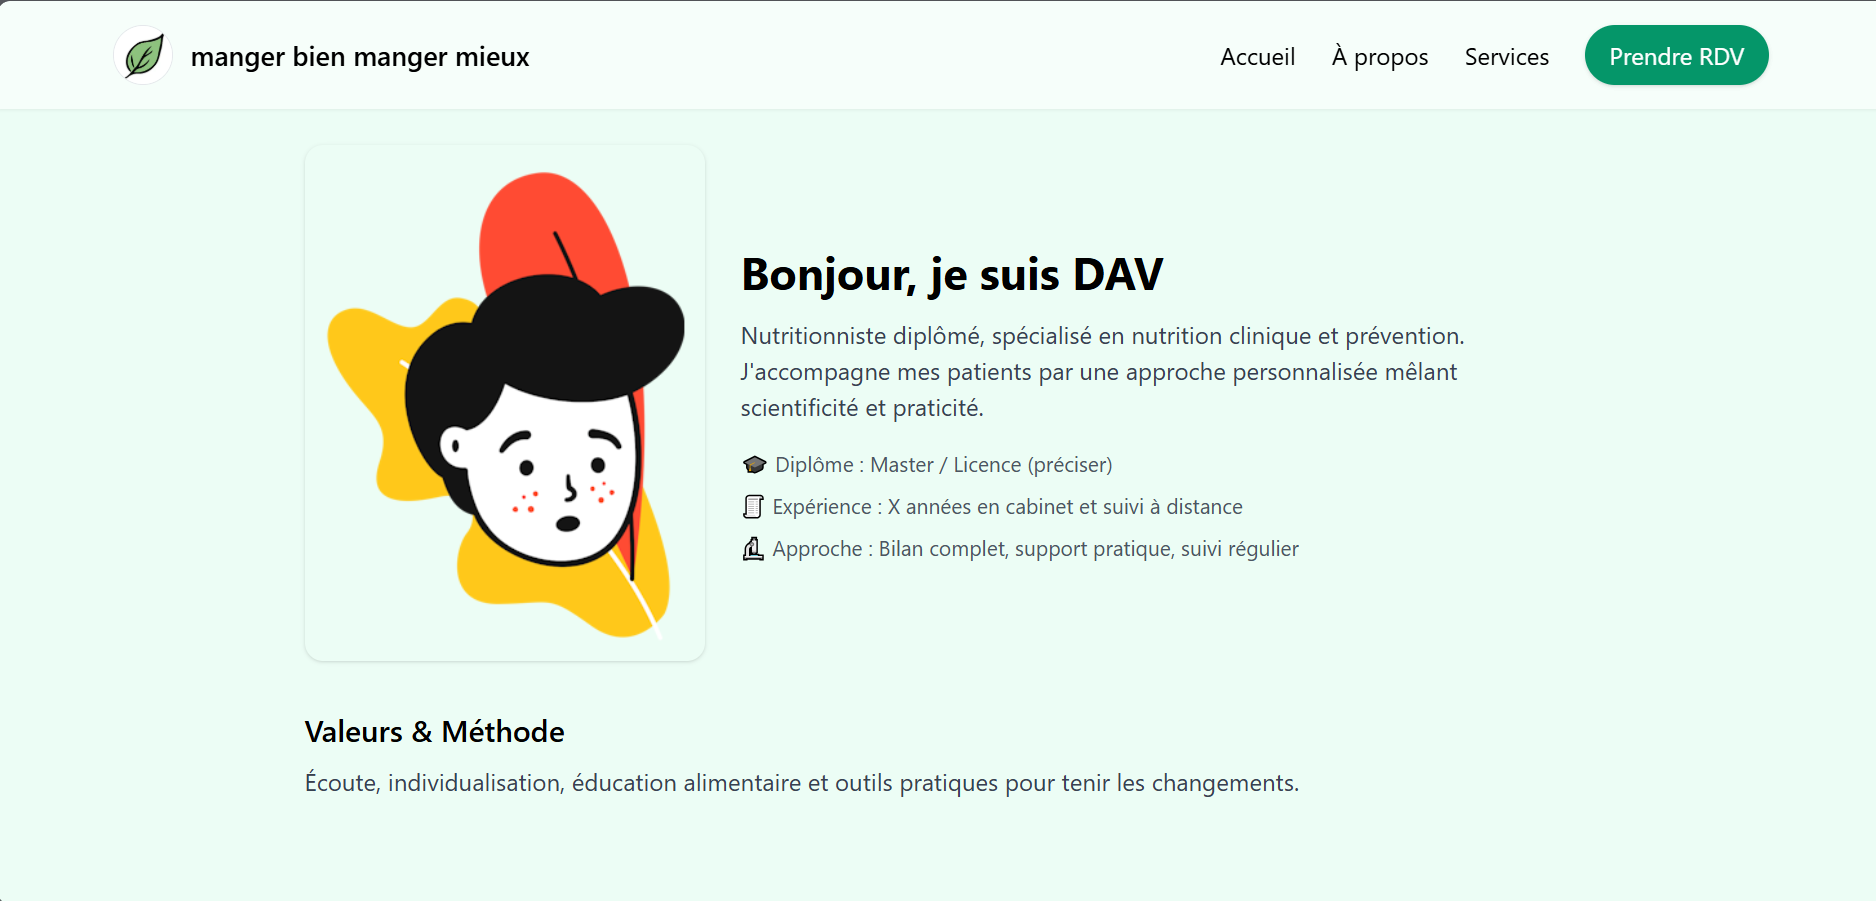 manger bien manger mieux
Accueil
À propos
Services
Prendre RDV
Bonjour, je suis DAV
Nutritionniste diplômé, spécialisé en nutrition clinique et prévention.
J'accompagne mes patients par une approche personnalisée mêlant
scientificité et praticité.
Diplôme : Master / Licence (préciser)
Expérience : X années en cabinet et suivi à distance
Approche : Bilan complet, support pratique, suivi régulier
Valeurs & Méthode
Écoute, individualisation, éducation alimentaire et outils pratiques pour tenir les changements.